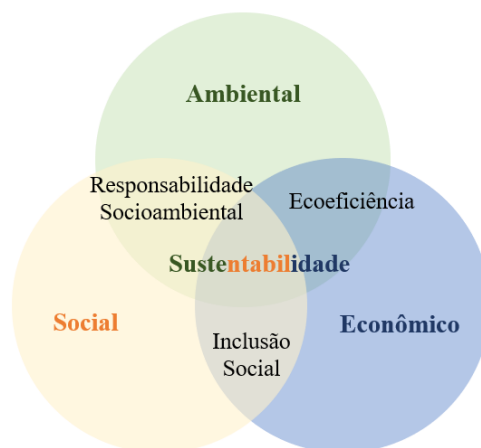 Ambiental
Responsabilidade
Socioambiental
Ecoeficiência
Sustentabilidade
Social
Econômico
Inclusão
Social